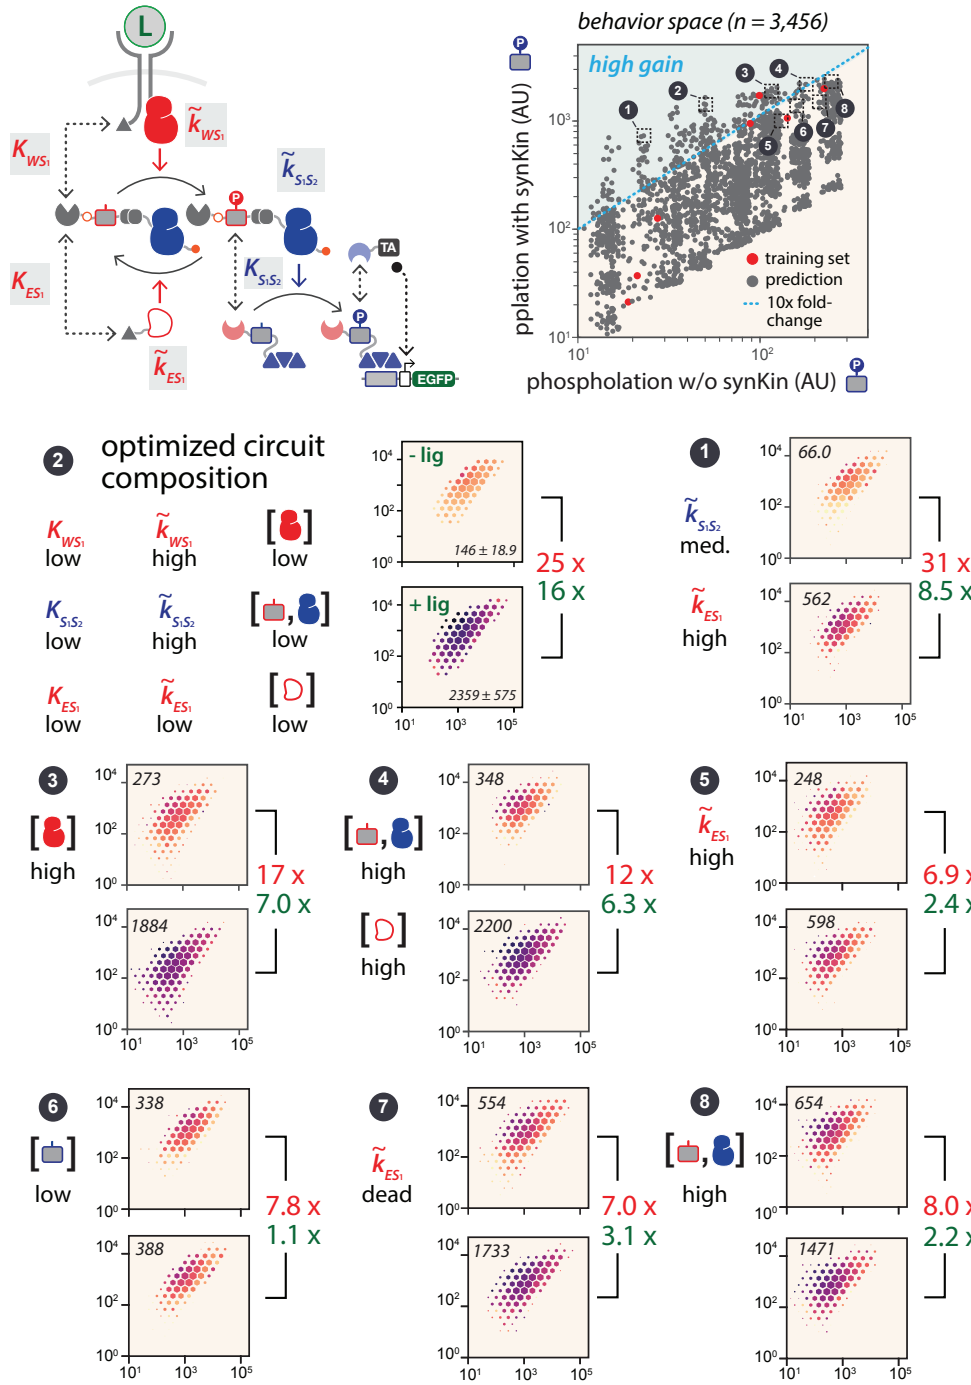 L
K̃WS₁
KWS₁
k̃S₁S₂
P
KES₁
KS₁S₂
TA
k̃ES₁
P
EGFP
behavior space (n = 3,456)
P
high gain
pplation with synKin (AU)
10³
10²
10¹
1
2
3
4
5
6
7
8
training set
prediction
10x fold-
change
10¹
10²
phospholation w/o synKin (AU)
P
2
optimized circuit
composition
KWS₁
low
k̃WS₁
high
[ ]
low
KS₁S₂
low
k̃S₁S₂
high
[ , ]
low
KES₁
low
k̃ES₁
low
[ ]
low
- lig
10⁴
10²
10⁰
146 ± 18.9
25 x
16 x
+ lig
10⁴
10²
10⁰
2359 ± 575
10¹
10³
10⁵
1
k̃S₁S₂
med.
k̃ES₁
high
66.0
10⁴
10²
10⁰
31 x
8.5 x
562
10⁴
10²
10⁰
10¹
10³
10⁵
3
[ ]
high
273
10⁴
10²
10⁰
17 x
7.0 x
1884
10⁴
10²
10⁰
10¹
10³
10⁵
4
[ , ]
high
[ ]
high
348
10⁴
10²
10⁰
12 x
6.3 x
2200
10⁴
10²
10⁰
10¹
10³
10⁵
5
k̃ES₁
high
248
10⁴
10²
10⁰
6.9 x
2.4 x
598
10⁴
10²
10⁰
10¹
10³
10⁵
6
[ ]
low
338
10⁴
10²
10⁰
7.8 x
1.1 x
388
10⁴
10²
10⁰
10¹
10³
10⁵
7
k̃ES₁
dead
554
10⁴
10²
10⁰
7.0 x
3.1 x
1733
10⁴
10²
10⁰
10¹
10³
10⁵
8
[ , ]
high
654
10⁴
10²
10⁰
8.0 x
2.2 x
1471
10⁴
10²
10⁰
10¹
10³
10⁵